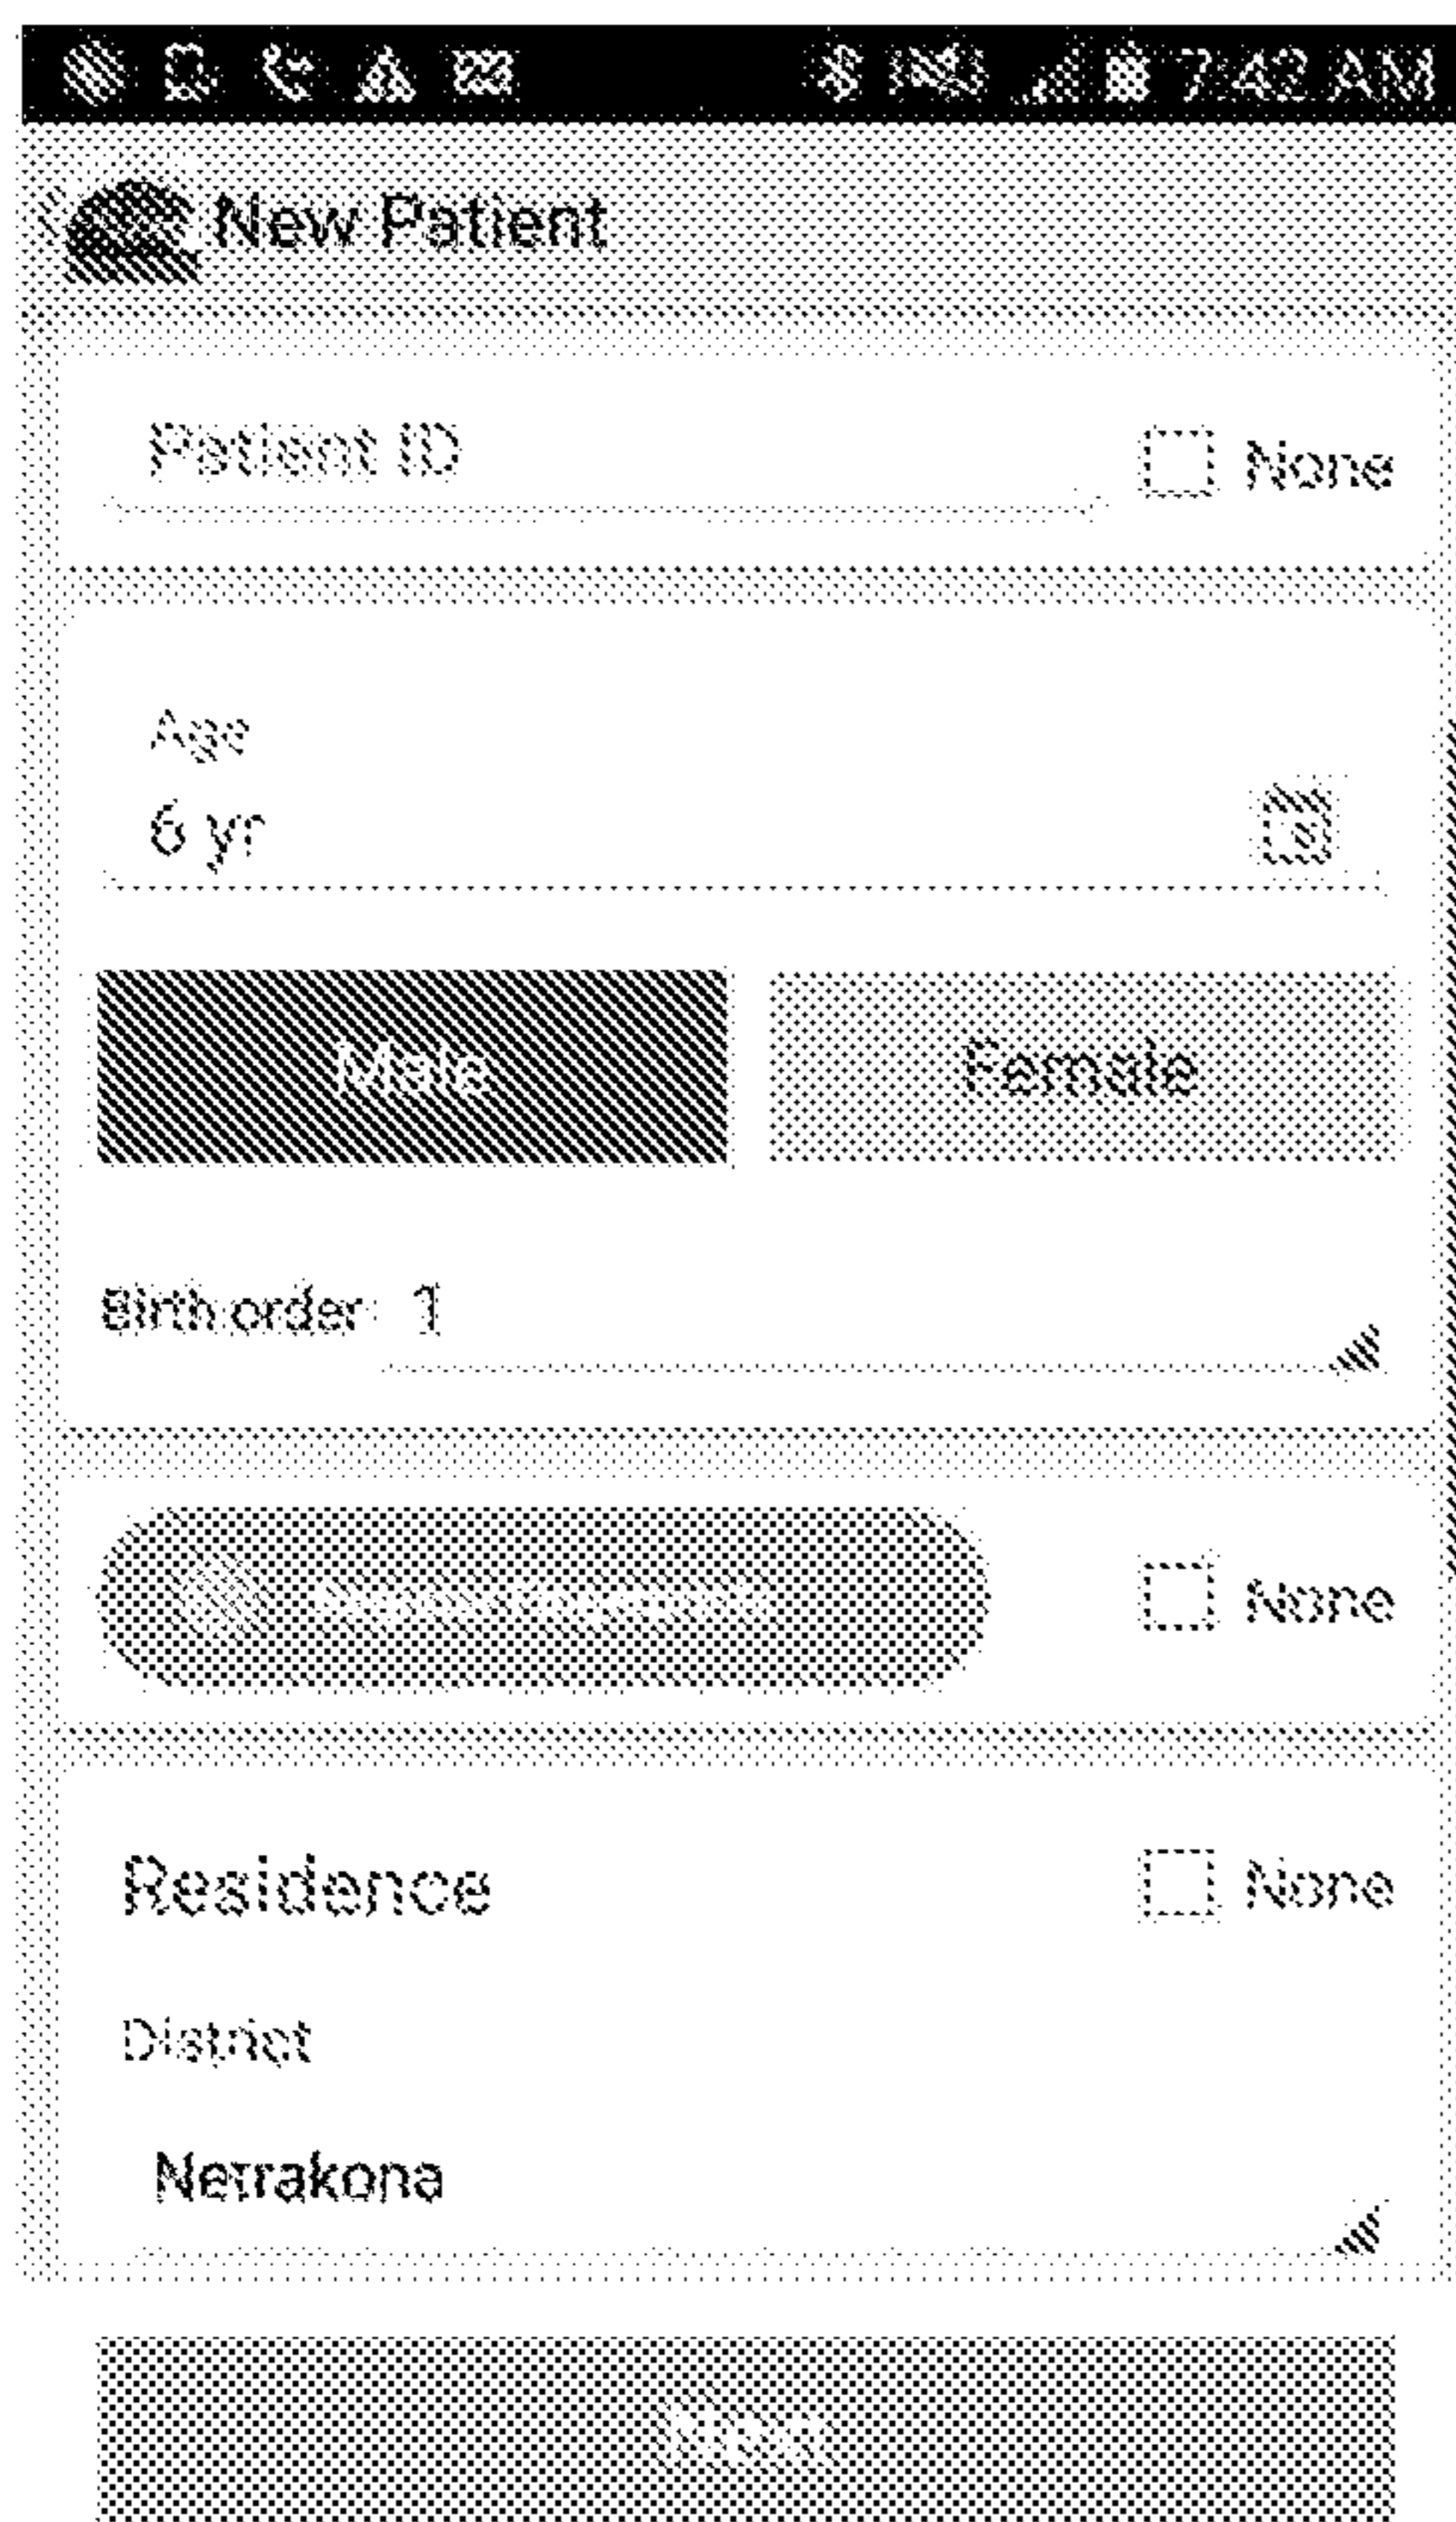 7:42 AM
New Patient
Patient ID
None
Age
6 yr
Male Female
Birth order: 1
None
Residence
None
District
Netrakona
Next